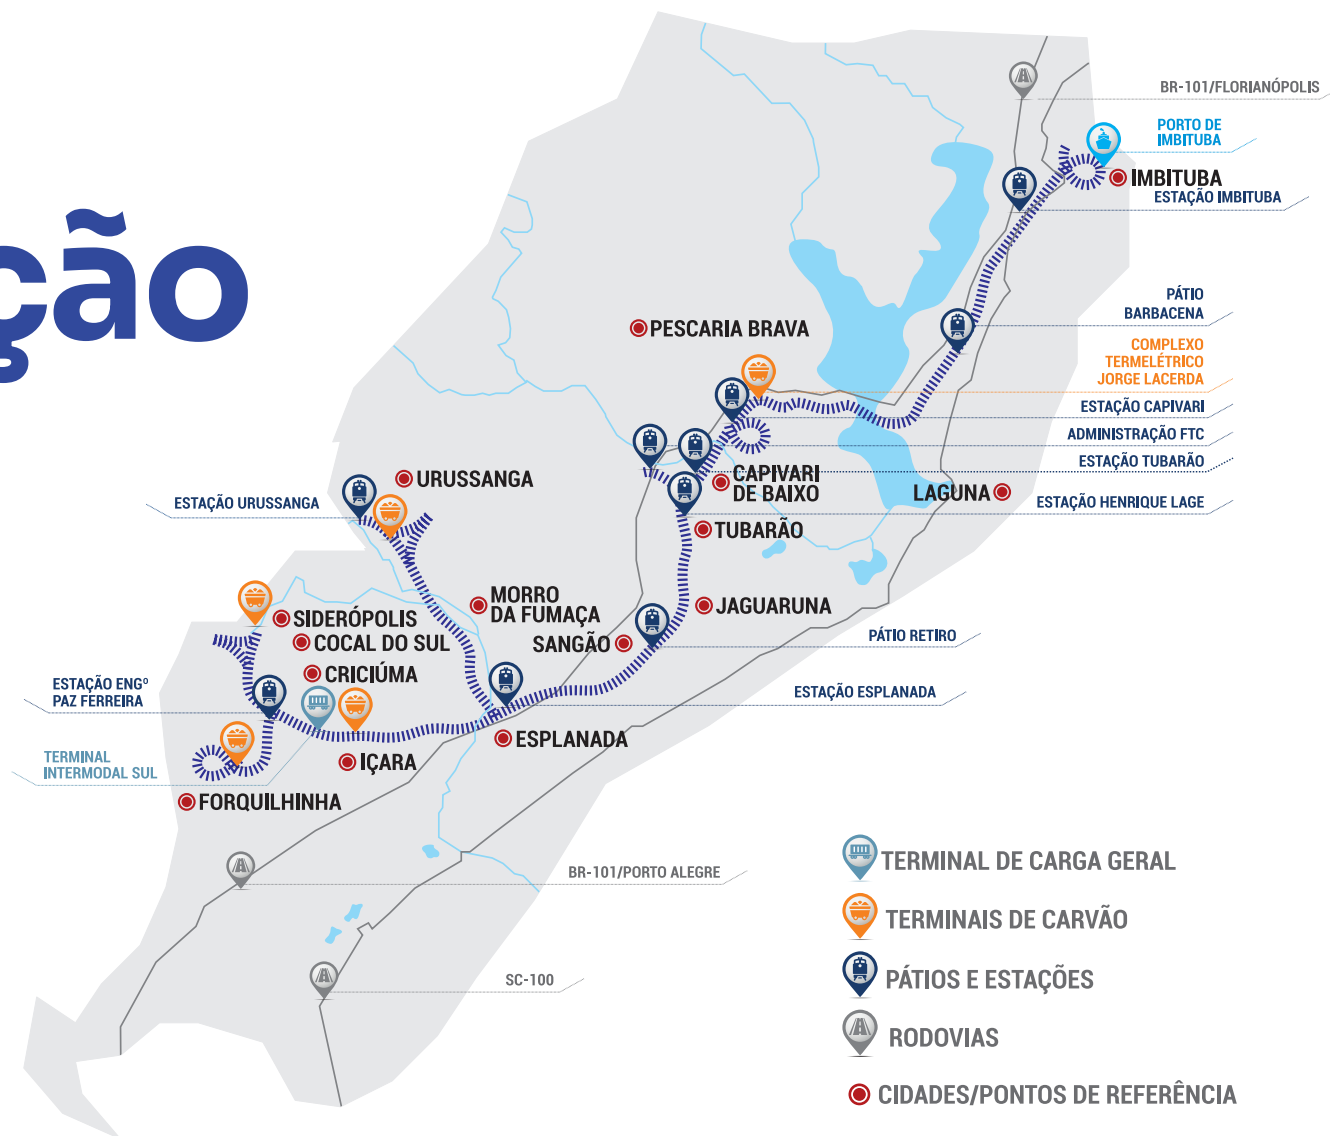 ção
BR-101/FLORIANÓPOLIS
PORTO DE
IMBITUBA
IMBITUBA
ESTAÇÃO IMBITUBA
PÁTIO
BARBACENA
PESCARIA BRAVA
COMPLEXO
TERMELÉTRICO
JORGE LACERDA
ESTAÇÃO CAPIVARI
ADMINISTRAÇÃO FTC
ESTAÇÃO TUBARÃO
CAPIVARI
DE BAIXO
LAGUNA
ESTAÇÃO HENRIQUE LAGE
URUSSANGA
ESTAÇÃO URUSSANGA
TUBARÃO
MORRO
DA FUMAÇA
JAGUARUNA
SIDERÓPOLIS
COCAL DO SUL
SANGÃO
PÁTIO RETIRO
CRICIÚMA
ESTAÇÃO ENGº
PAZ FERREIRA
ESTAÇÃO ESPLANADA
ESPLANADA
TERMINAL
INTERMODAL SUL
IÇARA
FORQUILHINHA
BR-101/PORTO ALEGRE
SC-100
TERMINAL DE CARGA GERAL
TERMINAIS DE CARVÃO
PÁTIOS E ESTAÇÕES
RODOVIAS
CIDADES/PONTOS DE REFERÊNCIA